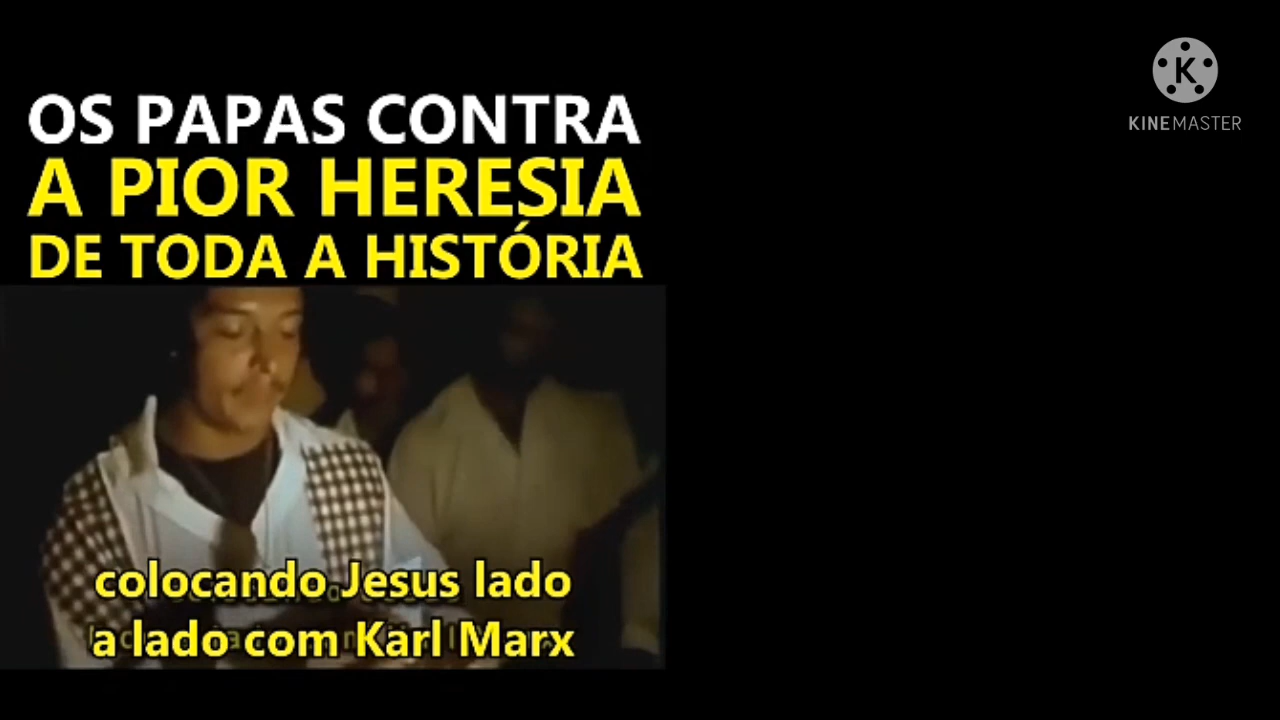 OS PAPAS CONTRA
A PIOR HERESIA
DE TODA A HISTÓRIA
K
KINEMASTER
colocando Jesus lado
a lado com Karl Marx